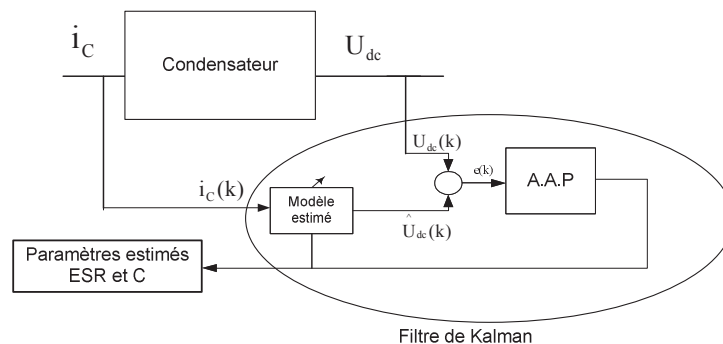 i_C
Condensateur
U_dc
U_dc(k)
i_C(k)
e(k)
A.A.P
Modèle
estimé
Û_dc(k)
Paramètres estimés
ESR et C
Filtre de Kalman